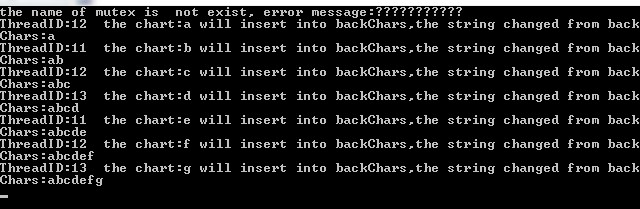 the name of mutex is  not exist, error message:???????????
ThreadID:12  the chart:a will insert into backChars,the string changed from back
Chars:a
ThreadID:11  the chart:b will insert into backChars,the string changed from back
Chars:ab
ThreadID:12  the chart:c will insert into backChars,the string changed from back
Chars:abc
ThreadID:13  the chart:d will insert into backChars,the string changed from back
Chars:abcd
ThreadID:11  the chart:e will insert into backChars,the string changed from back
Chars:abcde
ThreadID:12  the chart:f will insert into backChars,the string changed from back
Chars:abcdef
ThreadID:13  the chart:g will insert into backChars,the string changed from back
Chars:abcdefg